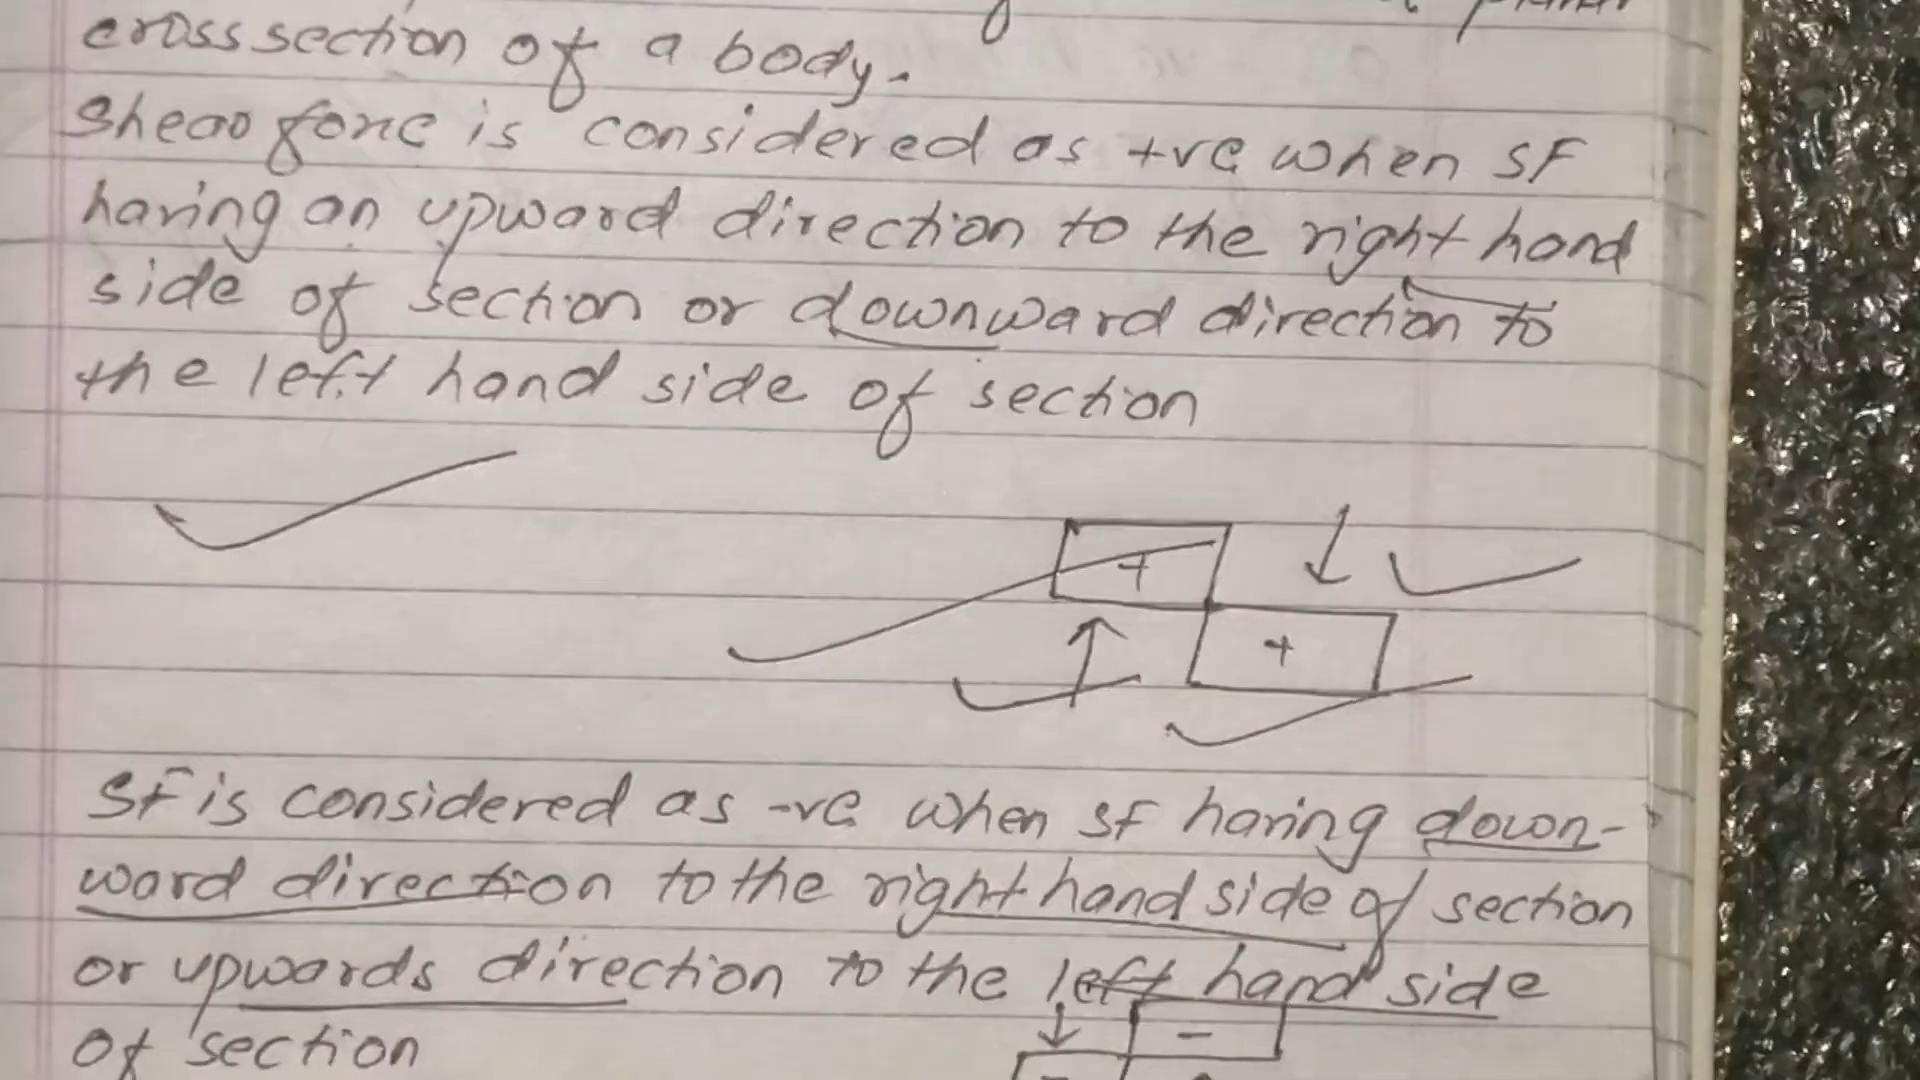 cross section of a body.
Shear force is considered as +ve when SF
having an upward direction to the right hand
side of section or downward direction to
the left hand side of section
+
+
SF is considered as -ve when SF having down-
ward direction to the right hand side of section
or upwards direction to the left hand side
of section
-